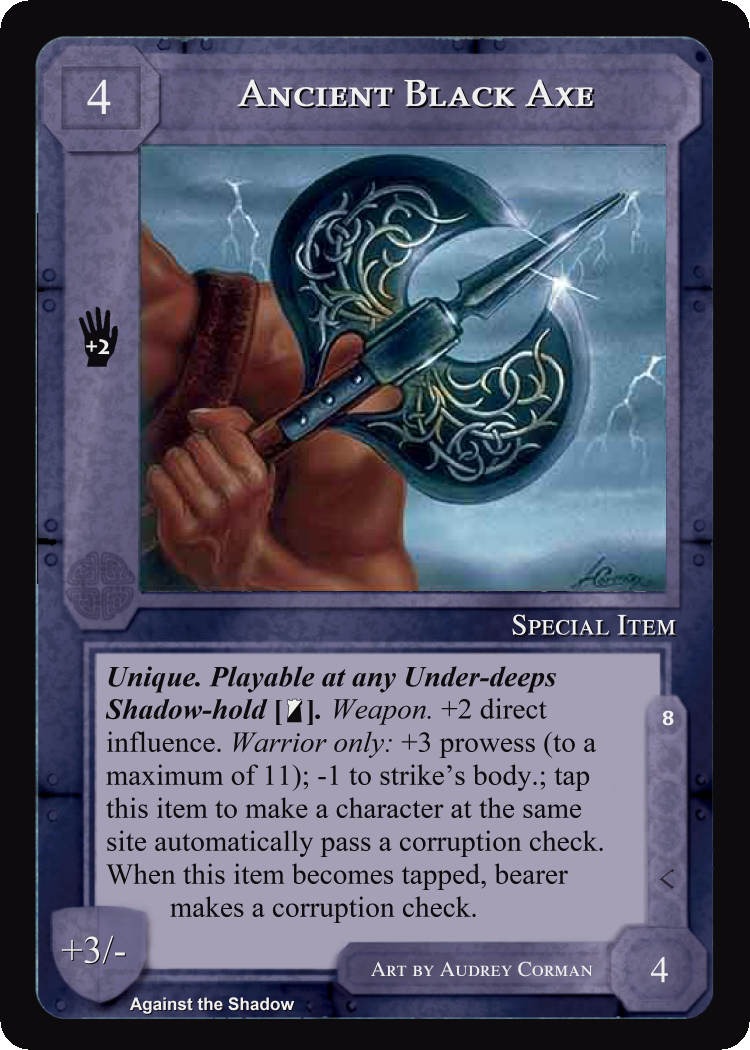 4
Ancient Black Axe
+2
Special Item
Unique. Playable at any Under-deeps
Shadow-hold [ ]. Weapon. +2 direct
influence. Warrior only: +3 prowess (to a
maximum of 11); -1 to strike's body.; tap
this item to make a character at the same
site automatically pass a corruption check.
When this item becomes tapped, bearer
makes a corruption check.
8
<
+3/-
Art by Audrey Corman
4
Against the Shadow